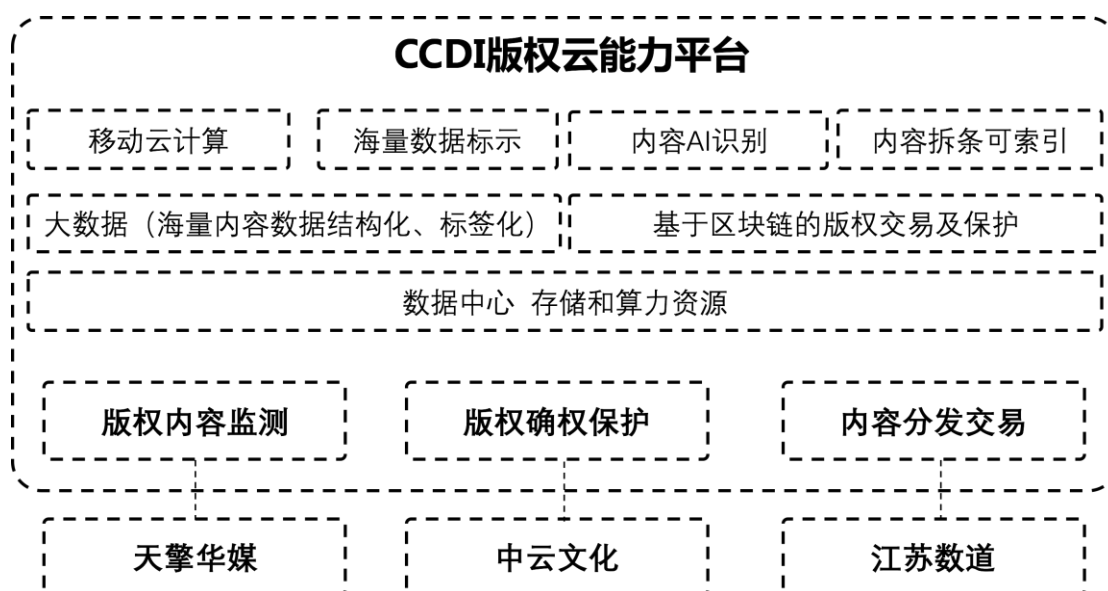 CCDI版权云能力平台
移动云计算 海量数据标示 内容AI识别 内容拆条可索引
大数据（海量内容数据结构化、标签化） 基于区块链的版权交易及保护
数据中心 存储和算力资源
版权内容监测 版权确权保护 内容分发交易
天擎华媒 中云文化 江苏数道